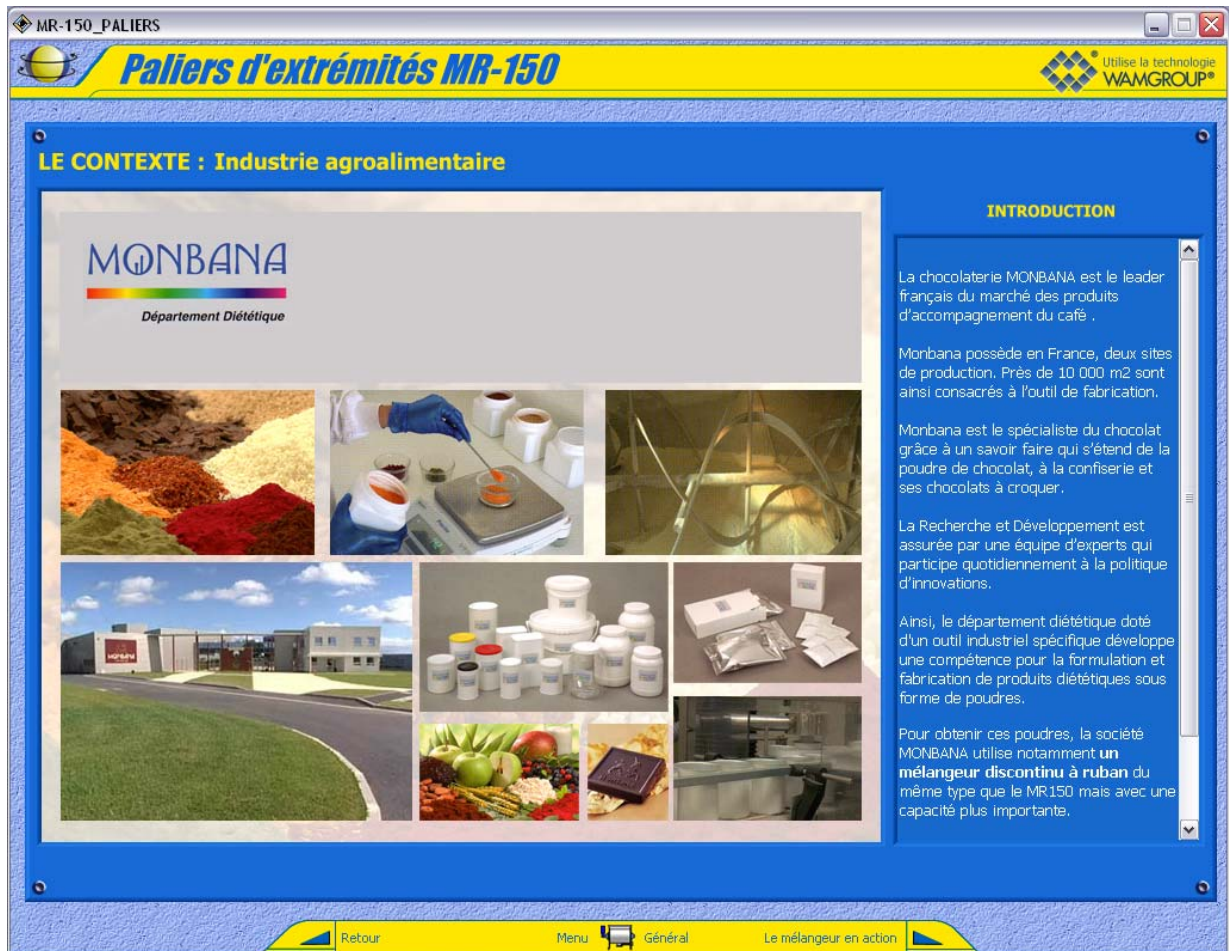 MR-150_PALIERS
Paliers d'extrémités MR-150
Utilise la technologie
WAMGROUP®
LE CONTEXTE : Industrie agroalimentaire
MONBANA
Département Diététique
MONBANA
INTRODUCTION
La chocolaterie MONBANA est le leader
français du marché des produits
d'accompagnement du café .
Monbana possède en France, deux sites
de production. Près de 10 000 m2 sont
ainsi consacrés à l'outil de fabrication.
Monbana est le spécialiste du chocolat
grâce à un savoir faire qui s'étend de la
poudre de chocolat, à la confiserie et
ses chocolats à croquer.
La Recherche et Développement est
assurée par une équipe d'experts qui
participe quotidiennement à la politique
d'innovations.
Ainsi, le département diététique doté
d'un outil industriel spécifique développe
une compétence pour la formulation et
fabrication de produits diététiques sous
forme de poudres.
Pour obtenir ces poudres, la société
MONBANA utilise notamment un
mélangeur discontinu à ruban du
même type que le MR150 mais avec une
capacité plus importante.
Retour
Menu Général
Le mélangeur en action